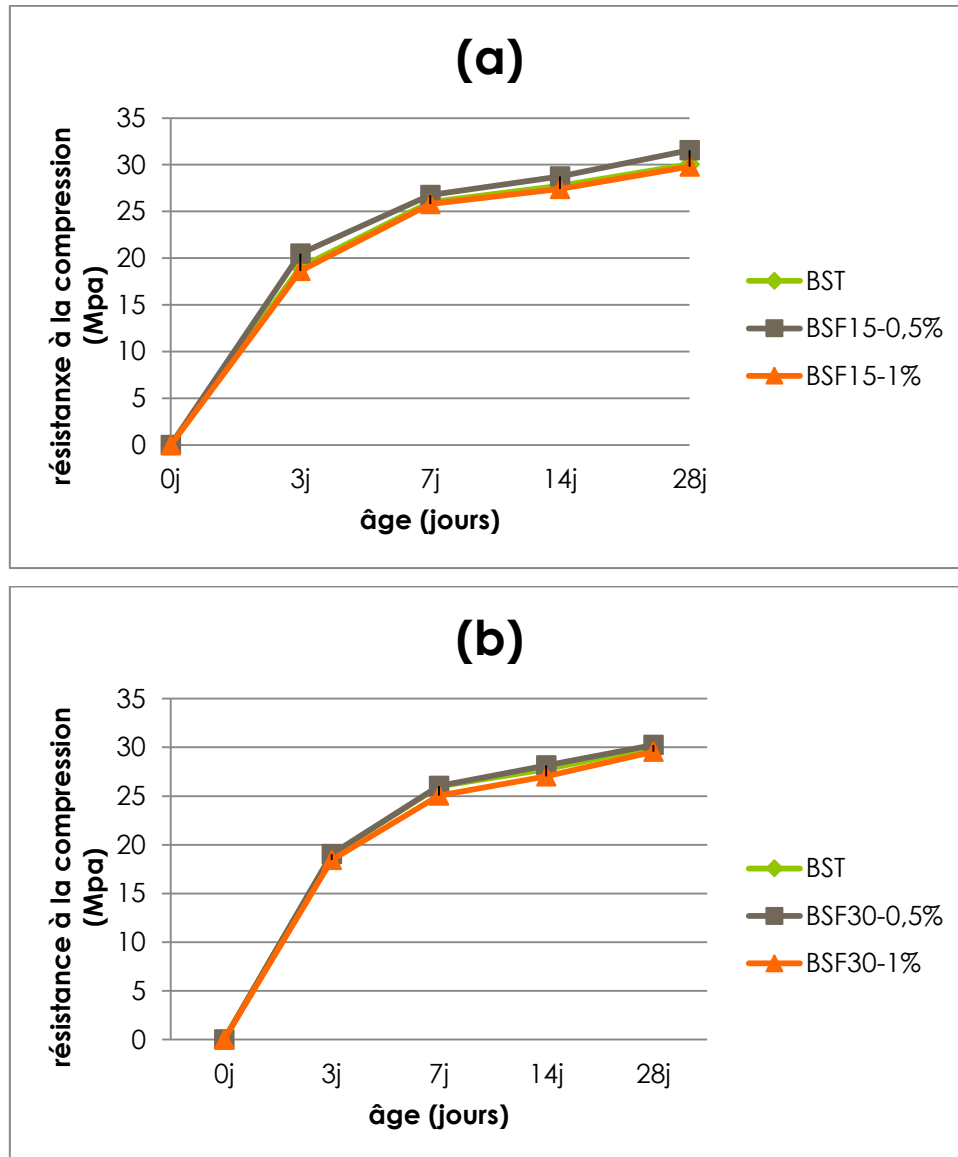 (a)
résistanxe à la compression
(Mpa)
35
30
25
20
15
10
5
0
0j 3j 7j 14j 28j
âge (jours)
BST
BSF15-0,5%
BSF15-1%
(b)
résistance à la compression
(Mpa)
35
30
25
20
15
10
5
0
0j 3j 7j 14j 28j
âge (jours)
BST
BSF30-0,5%
BSF30-1%